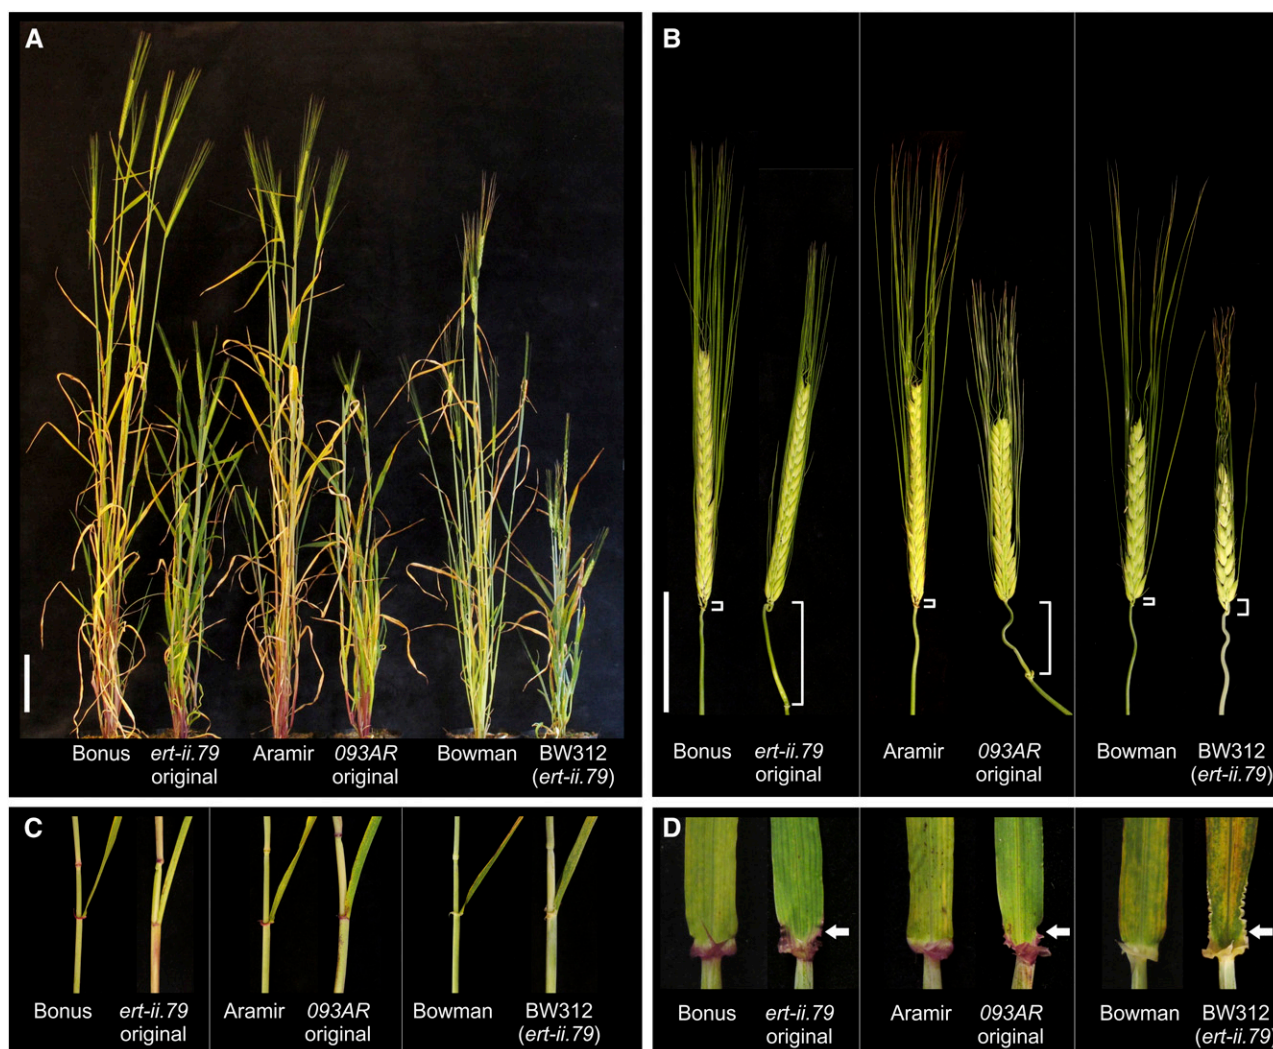 A
Bonus ert-ii.79 Aramir 093AR Bowman BW312
original original (ert-ii.79)
B
Bonus ert-ii.79 Aramir 093AR Bowman BW312
original original (ert-ii.79)
C
Bonus ert-ii.79 Aramir 093AR Bowman BW312
original original (ert-ii.79)
D
Bonus ert-ii.79 Aramir 093AR Bowman BW312
original original (ert-ii.79)